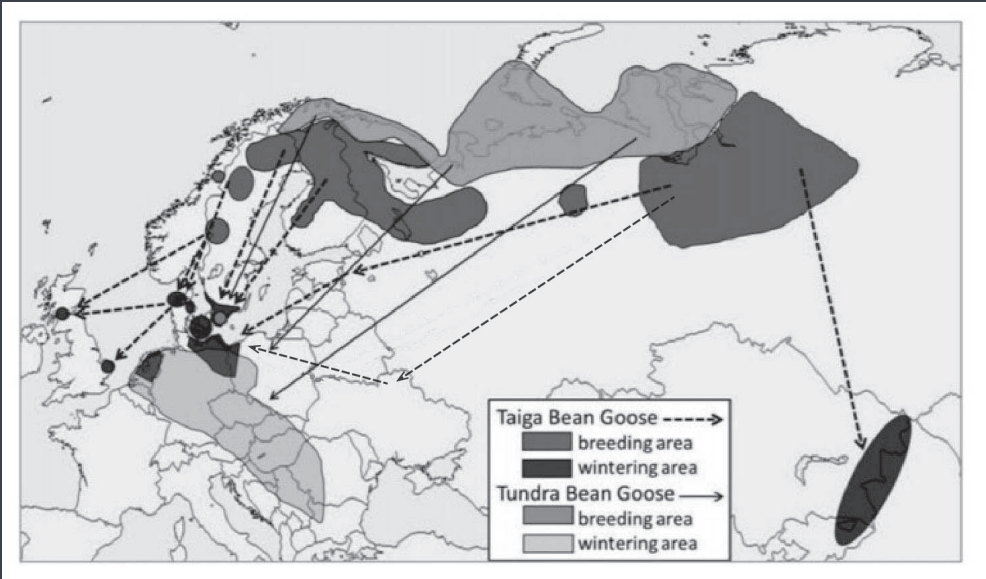 Taiga Bean Goose
breeding area
wintering area
Tundra Bean Goose
breeding area
wintering area